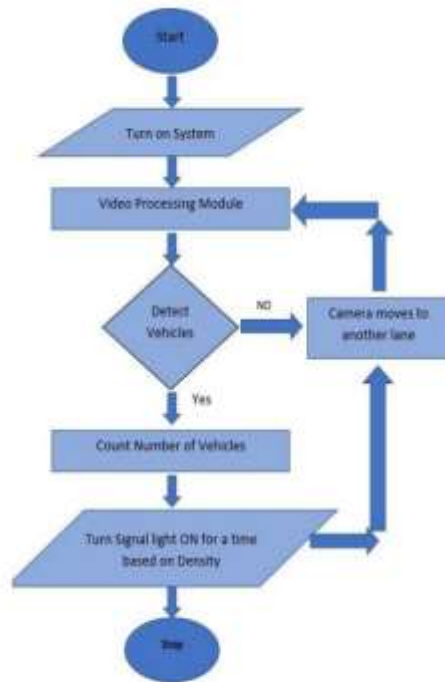 Start
Turn on System
Video Processing Module
Detect
Vehicles
NO
Camera moves to
another lane
Yes
Count Number of Vehicles
Turn Signal light ON for a time
based on Density
Stop